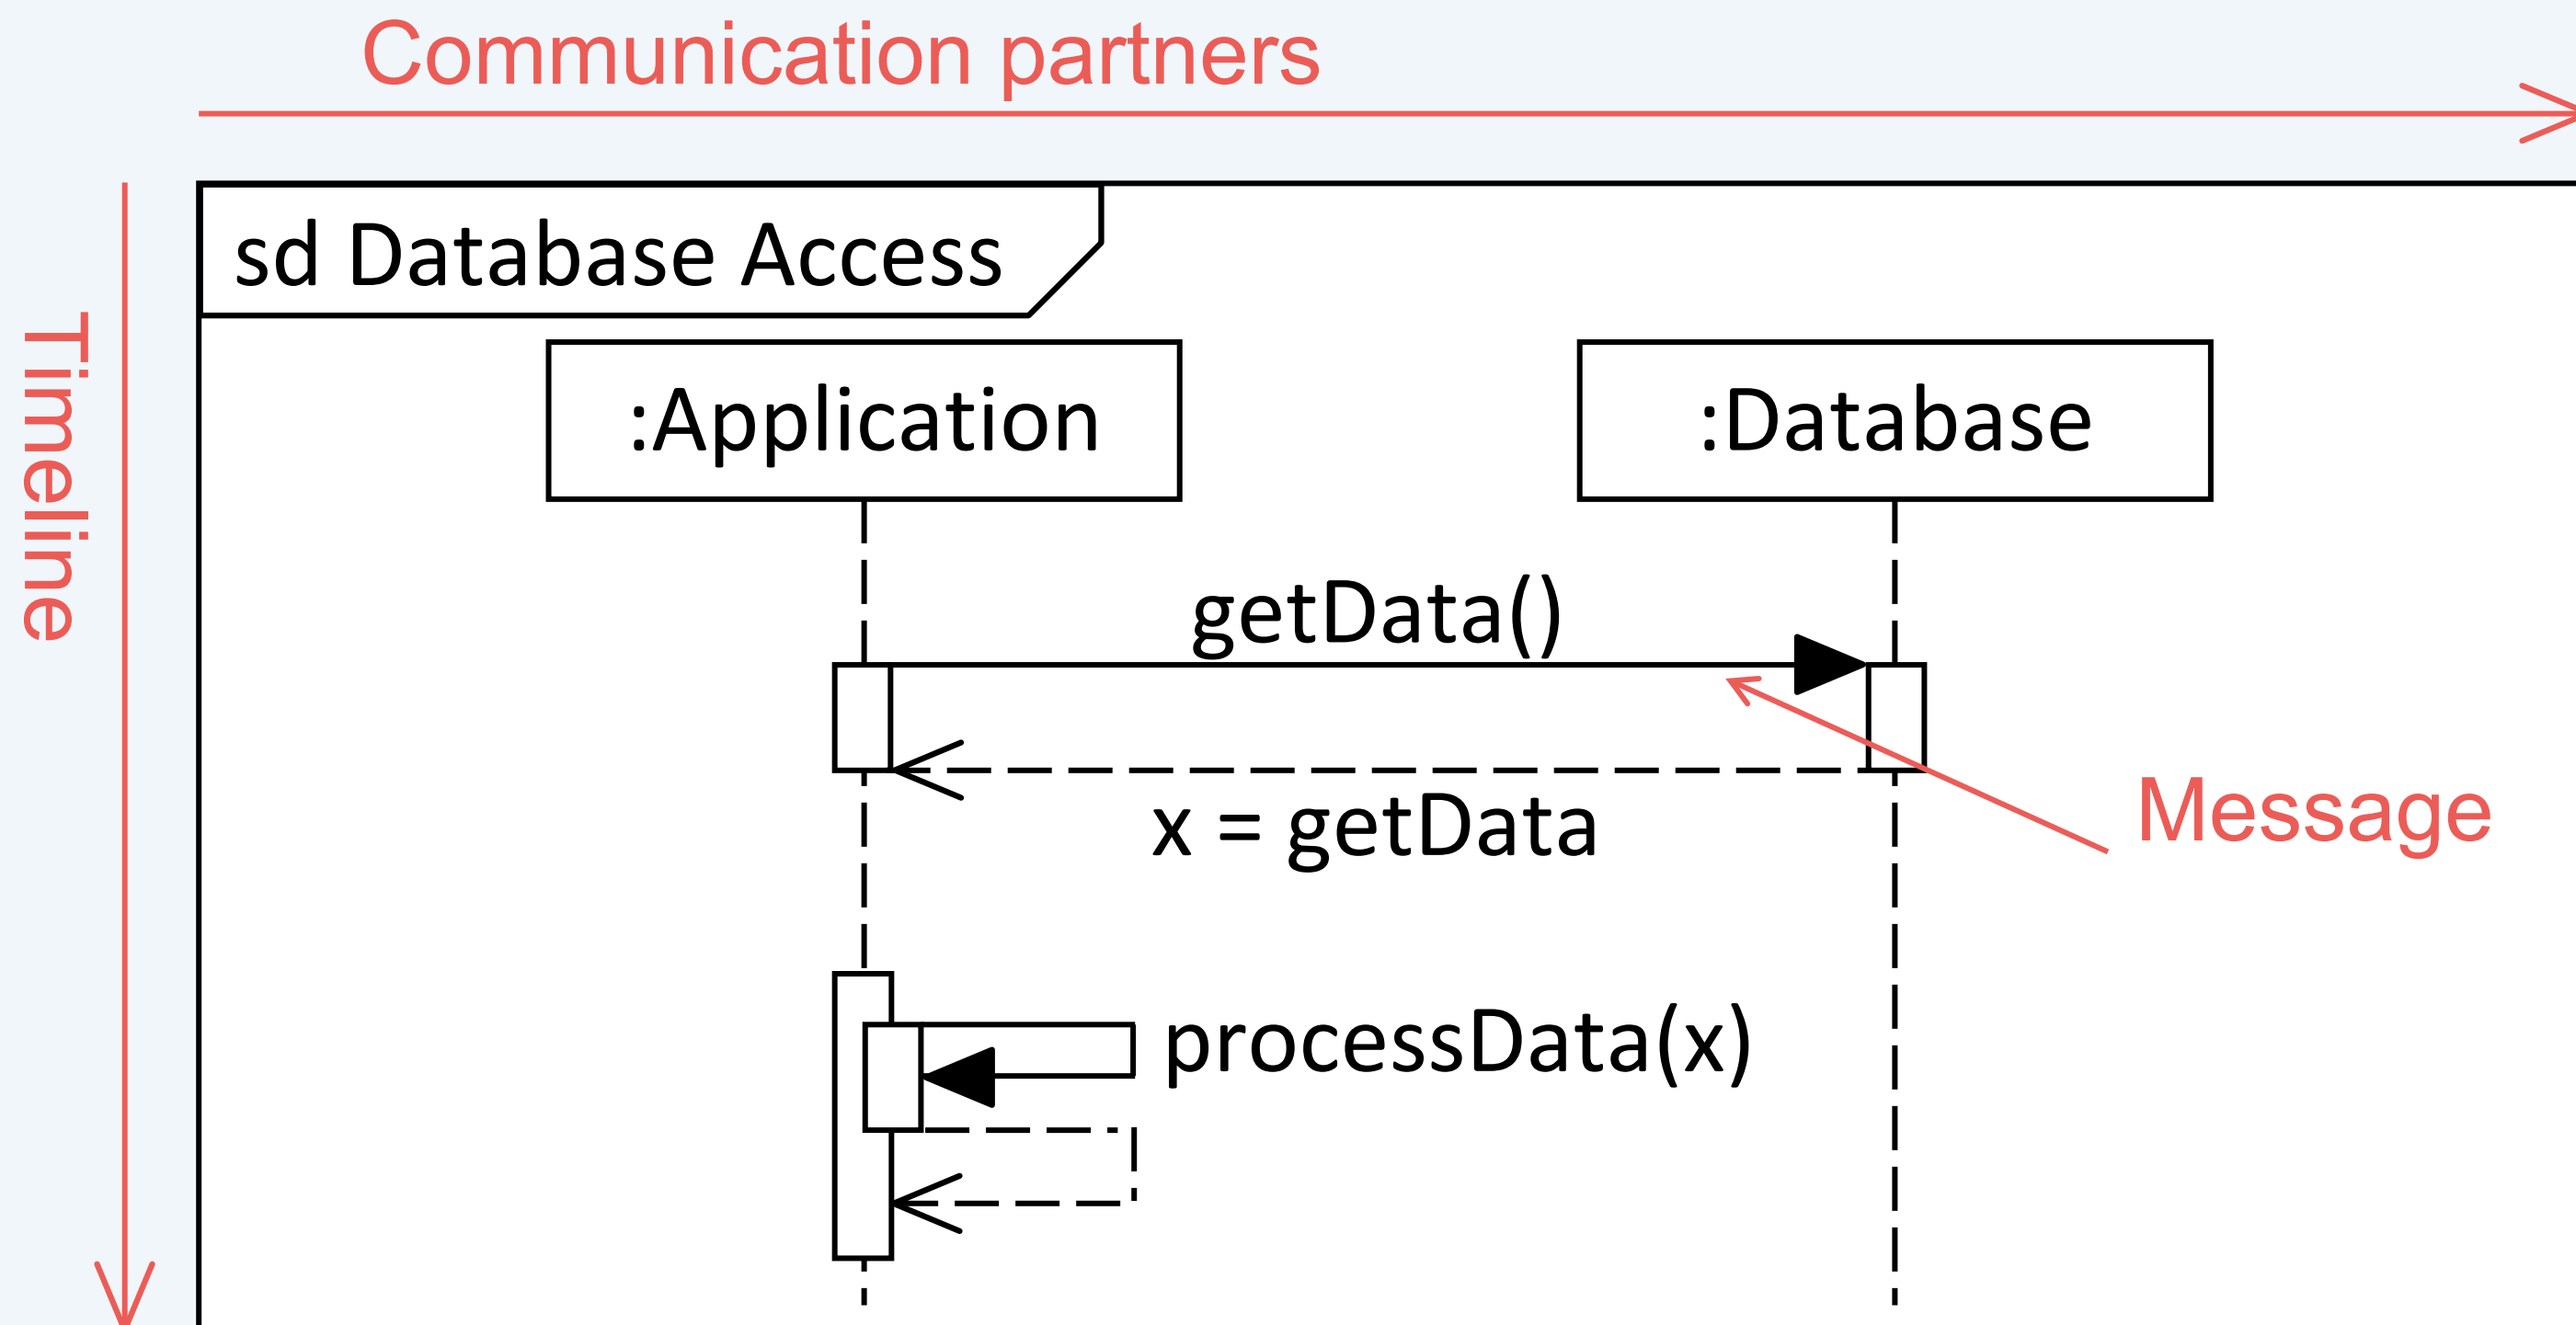 Communication partners
Timeline
sd Database Access
:Application
:Database
getData()
x = getData
Message
processData(x)